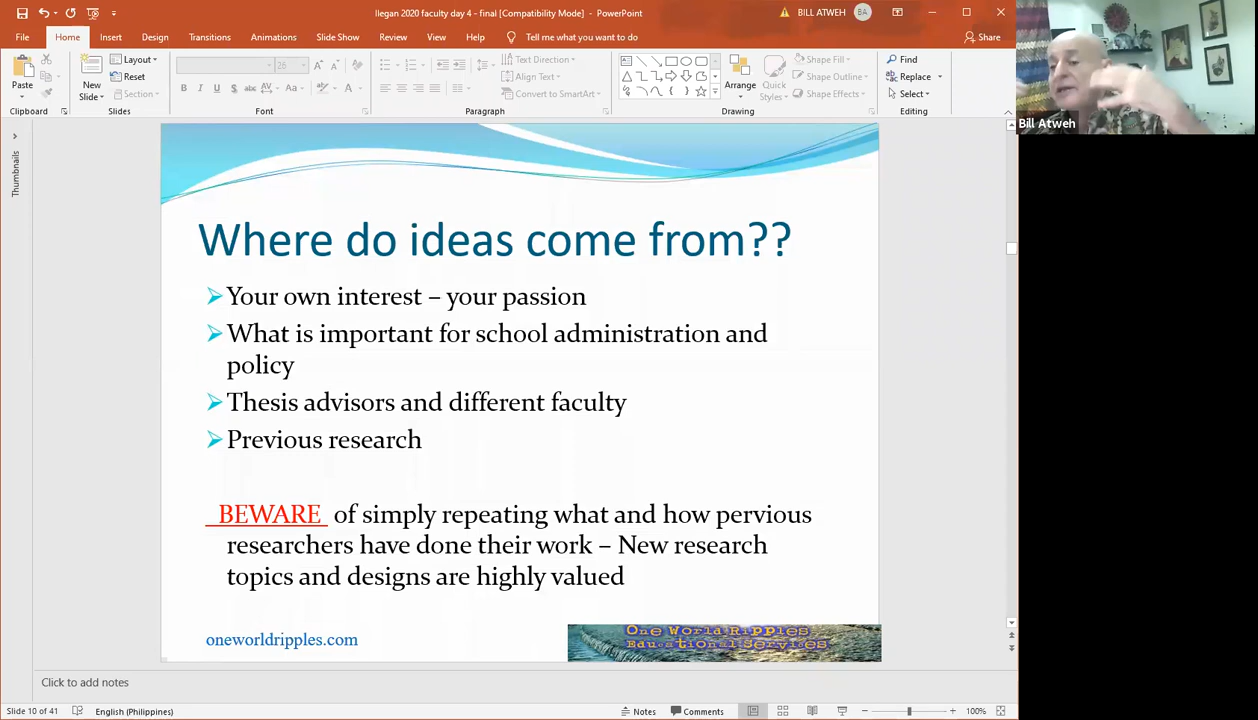 Ilegan 2020 faculty day 4 - final [Compatibility Mode] - PowerPoint
BILL ATWEH BA
File Home Insert Design Transitions Animations Slide Show Review View Help Tell me what you want to do Share
Paste
Clipboard
New
Slide
Layout
Reset
Section
Slides
26
B I U S ab AV Aa A
Font
Text Direction
Align Text
Convert to SmartArt
Paragraph
Arrange
Quick
Styles
Shape Fill
Shape Outline
Shape Effects
Drawing
Find
Replace
Select
Editing
Bill Atweh
Thumbnails
Where do ideas come from??
Your own interest – your passion
What is important for school administration and
policy
Thesis advisors and different faculty
Previous research
BEWARE of simply repeating what and how pervious
researchers have done their work – New research
topics and designs are highly valued
oneworldripples.com
One World Ripples
Educational Services
Click to add notes
Slide 10 of 41 English (Philippines) Notes Comments 100%